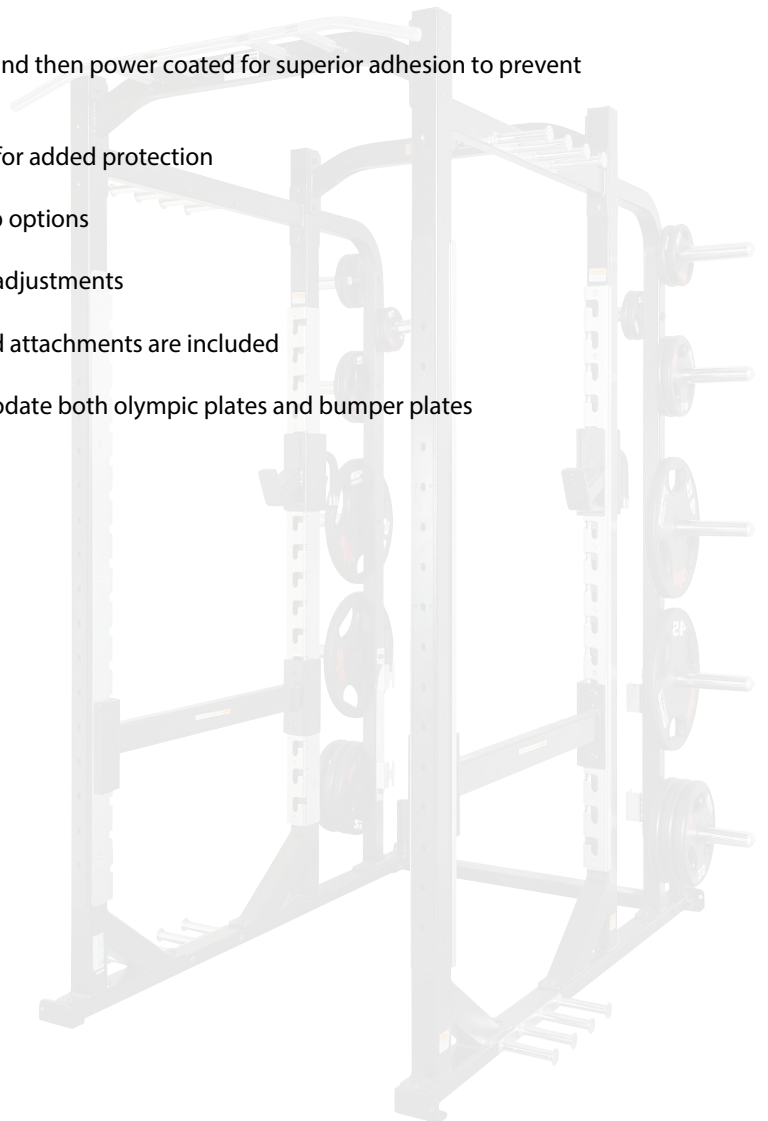 nd then power coated for superior adhesion to prevent
for added protection
options
adjustments
attachments are included
date both olympic plates and bumper plates